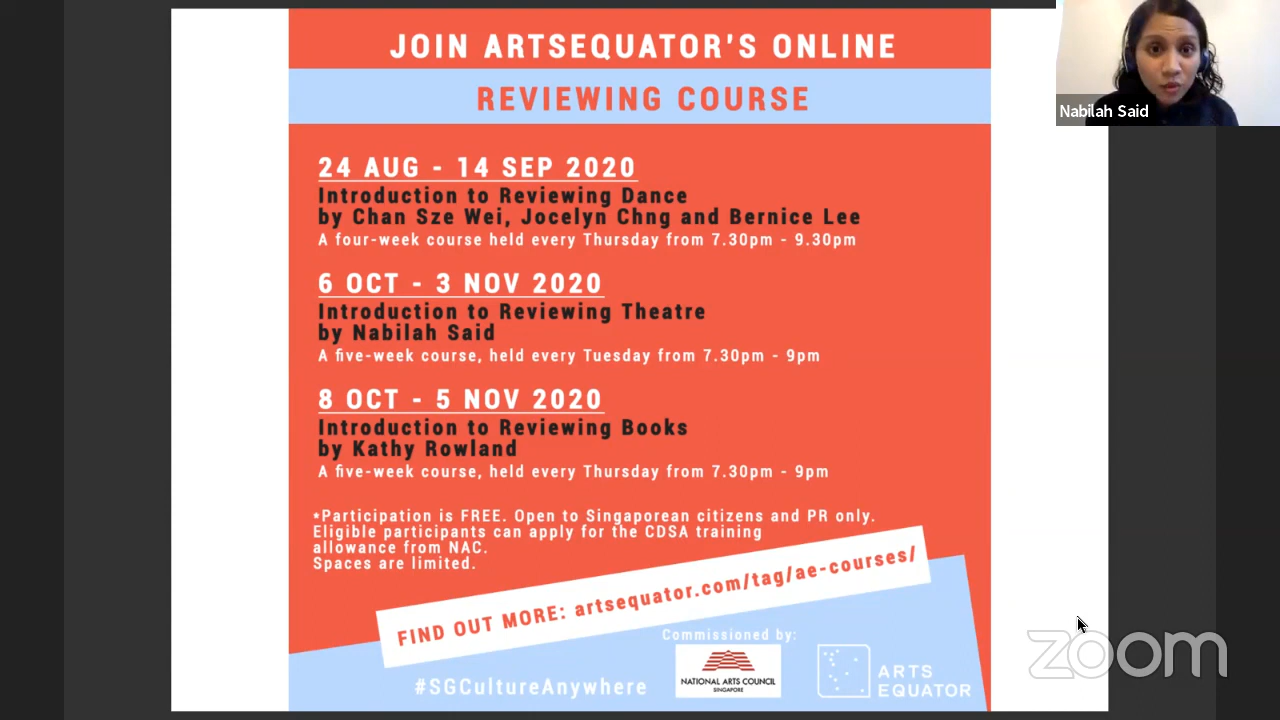 JOIN ARTSEQUATOR'S ONLINE
REVIEWING COURSE
Nabilah Said
24 AUG - 14 SEP 2020
Introduction to Reviewing Dance
by Chan Sze Wei, Jocelyn Chng and Bernice Lee
A four-week course held every Thursday from 7.30pm - 9.30pm
6 OCT - 3 NOV 2020
Introduction to Reviewing Theatre
by Nabilah Said
A five-week course, held every Tuesday from 7.30pm - 9pm
8 OCT - 5 NOV 2020
Introduction to Reviewing Books
by Kathy Rowland
A five-week course, held every Thursday from 7.30pm - 9pm
*Participation is FREE. Open to Singaporean citizens and PR only.
Eligible participants can apply for the CDSA training
allowance from NAC.
Spaces are limited.
FIND OUT MORE: artsequator.com/tag/ae-courses/
Commissioned by:
#SGCultureAnywhere
NATIONAL ARTS COUNCIL
SINGAPORE
ARTS
EQUATOR
zoom